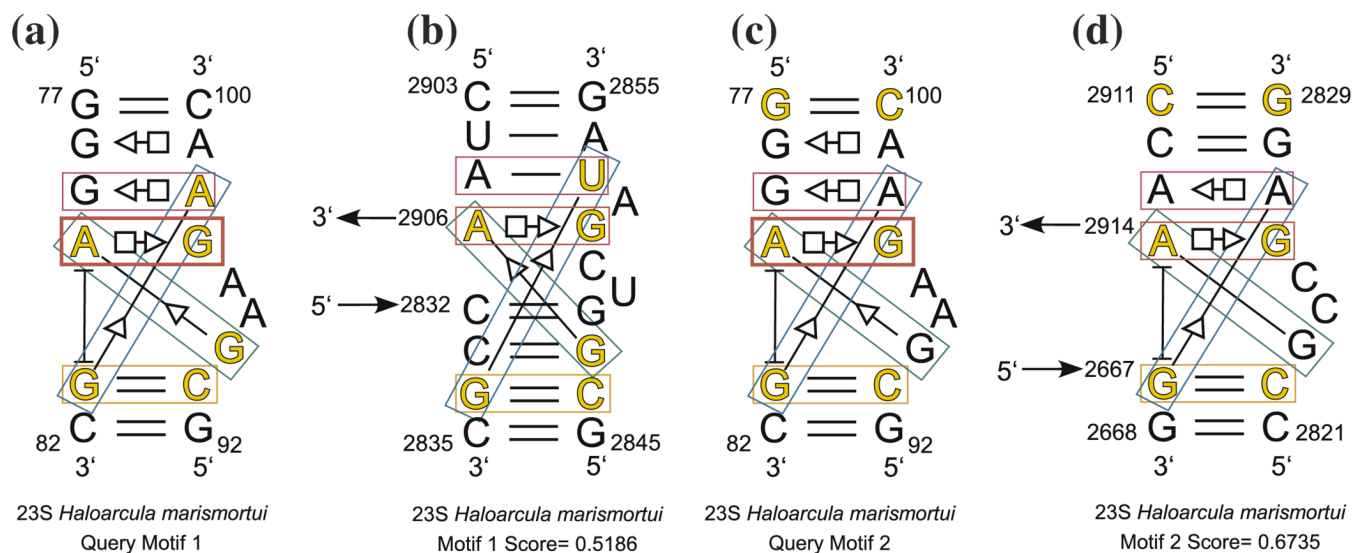 (a)
5‘ 3‘
77 G C 100
G A
G A
A G
A
A
G
G C
82 C G 92
3‘ 5‘
23S Haloarcula marismortui
Query Motif 1
(b)
5‘ 3‘
2903 C G 2855
U A
A U
A
3‘ 2906 A G
C
U
5‘ 2832 C G
C G
G C
2835 C G 2845
3‘ 5‘
23S Haloarcula marismortui
Motif 1 Score= 0.5186
(c)
5‘ 3‘
77 G C 100
G A
G A
A G
A
A
G
G C
82 C G 92
3‘ 5‘
23S Haloarcula marismortui
Query Motif 2
(d)
5‘ 3‘
2911 C G 2829
C G
A A
3‘ 2914 A G
C
C
G
5‘ 2667 G C
2668 G C 2821
3‘ 5‘
23S Haloarcula marismortui
Motif 2 Score= 0.6735